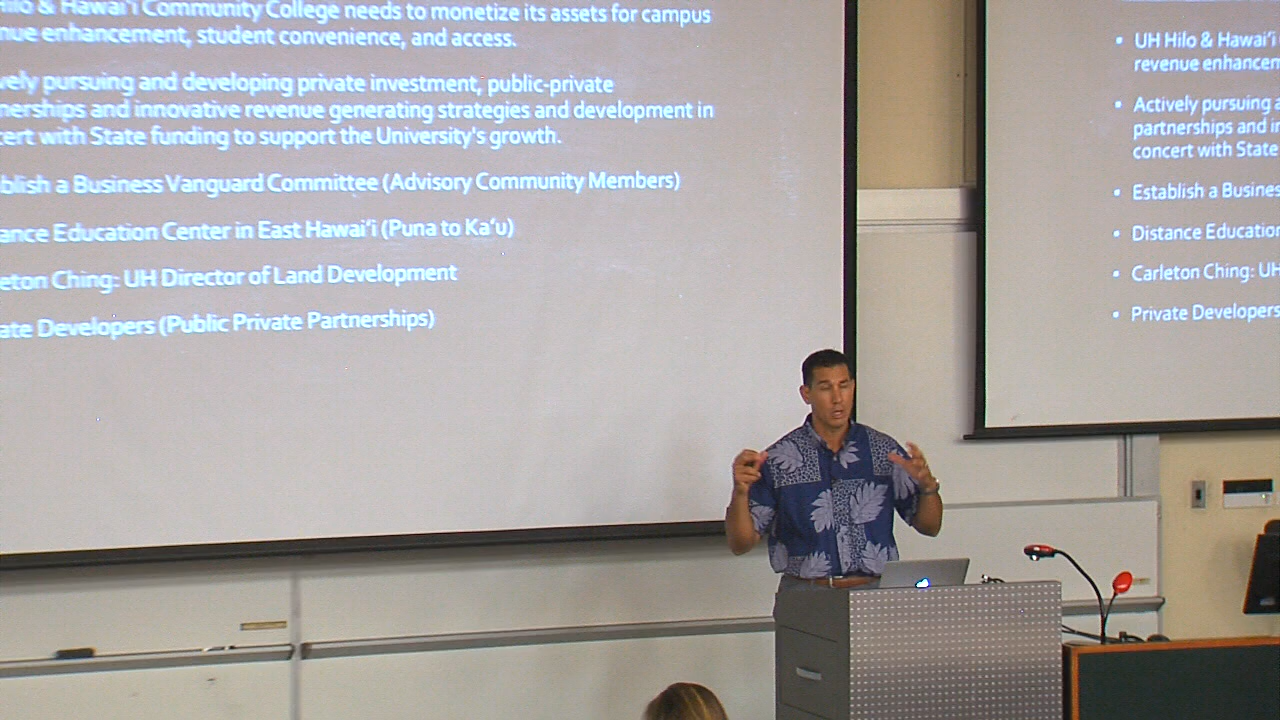 Hilo & Hawaiʻi Community College needs to monetize its assets for campus
nue enhancement, student convenience, and access.
vely pursuing and developing private investment, public-private
nerships and innovative revenue generating strategies and development in
cert with State funding to support the University's growth.
blish a Business Vanguard Committee (Advisory Community Members)
ance Education Center in East Hawaiʻi (Puna to Kaʻu)
eton Ching: UH Director of Land Development
ate Developers (Public Private Partnerships)
• UH Hilo & Hawaiʻi
revenue enhancem
• Actively pursuing a
partnerships and in
concert with State
• Establish a Busines
• Distance Education
• Carleton Ching: UH
• Private Developers